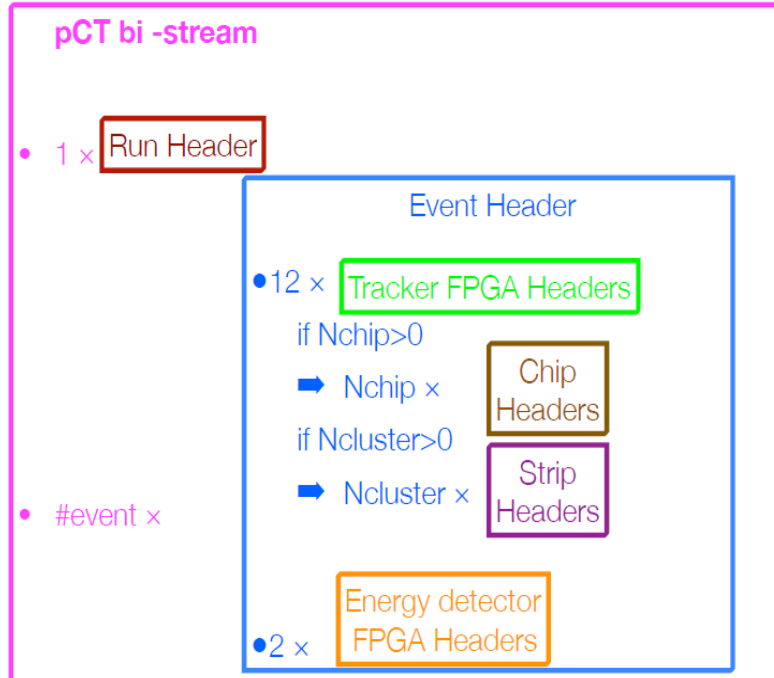 pCT bi -stream
• 1 × Run Header
Event Header
•12 × Tracker FPGA Headers
if Nchip>0
➡ Nchip × Chip Headers
if Ncluster>0
➡ Ncluster × Strip Headers
• #event ×
•2 × Energy detector FPGA Headers